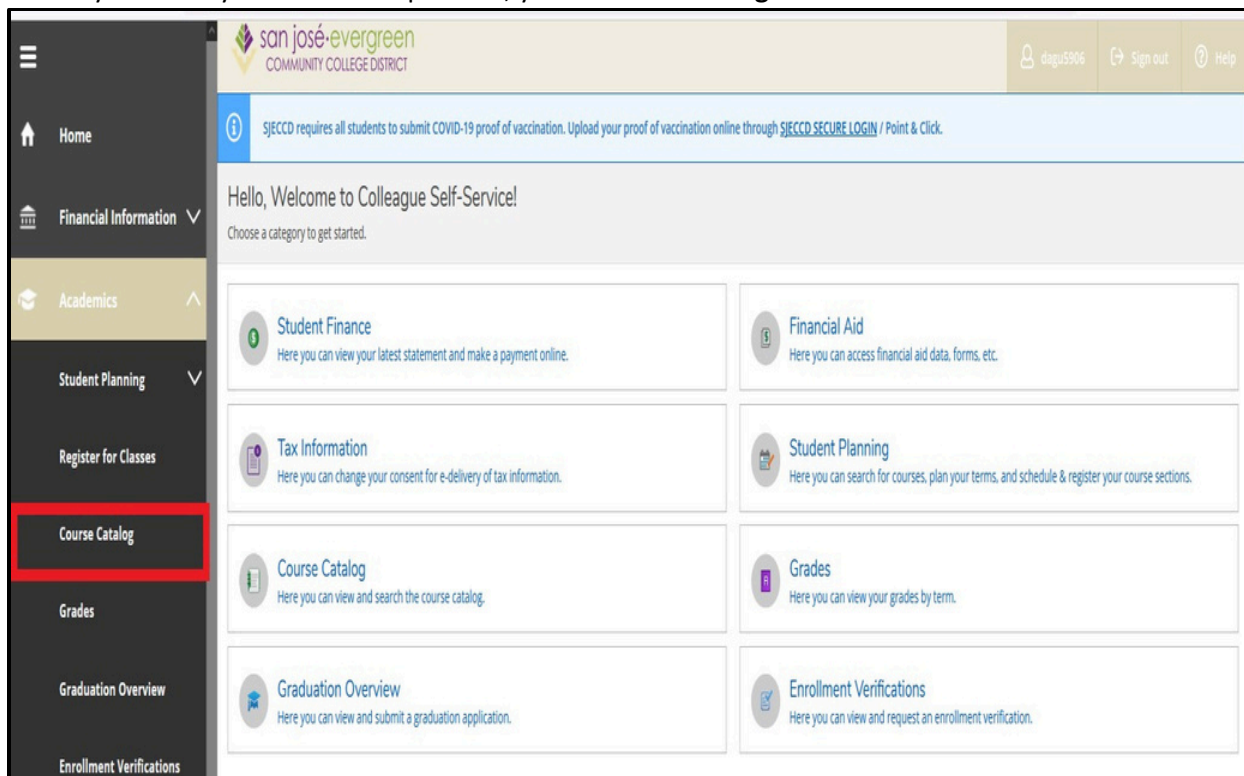 san josé·evergreen
COMMUNITY COLLEGE DISTRICT
dagu5906
Sign out
Help
Home
Financial Information
Academics
Student Planning
Register for Classes
Course Catalog
Grades
Graduation Overview
Enrollment Verifications
SJECCD requires all students to submit COVID-19 proof of vaccination. Upload your proof of vaccination online through SJECCD SECURE LOGIN / Point & Click.
Hello, Welcome to Colleague Self-Service!
Choose a category to get started.
Student Finance
Here you can view your latest statement and make a payment online.
Financial Aid
Here you can access financial aid data, forms, etc.
Tax Information
Here you can change your consent for e-delivery of tax information.
Student Planning
Here you can search for courses, plan your terms, and schedule & register your course sections.
Course Catalog
Here you can view and search the course catalog.
Grades
Here you can view your grades by term.
Graduation Overview
Here you can view and submit a graduation application.
Enrollment Verifications
Here you can view and request an enrollment verification.